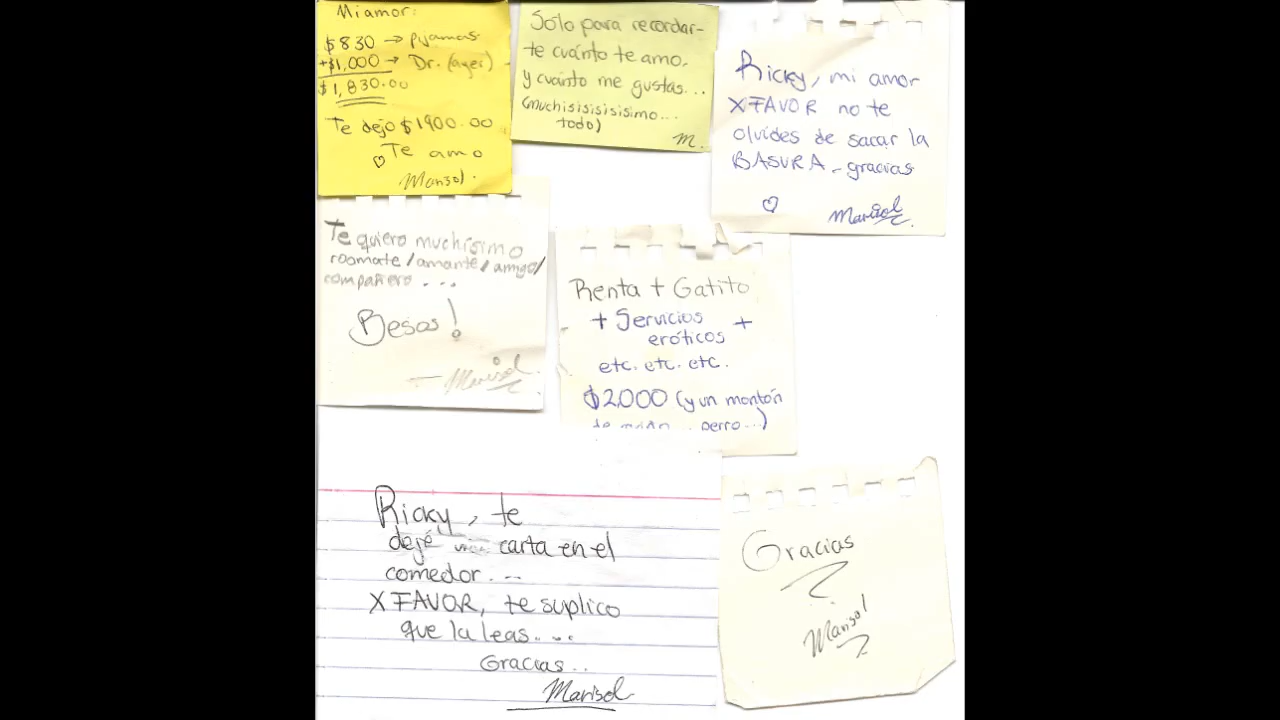 Miamor:
$830 → Pyjamas
+$1,000 → Dr. (ayer)
$1,830.00
Te dejo $1900.00
♡ Te amo
Marisol.
Sólo para recordar-
te cuánto te amo.
y cuánto me gustas...
(muchisisisisisimo...
todo)
M.
Ricky, mi amor
XFAVOR no te
olvides de sacar la
BASURA - gracias
♡ Marisol
Te quiero muchísimo
roomate/amante/amigo/
compañero ...
Besos!
- Marisol
Renta + Gatito
+ Servicios +
eróticos
etc. etc. etc.
$2000 (y un montón
de perro...)
Ricky, te
dejé una carta en el
comedor...
XFAVOR, te suplico
que la leas....
Gracias..
Marisol
Gracias
Marisol